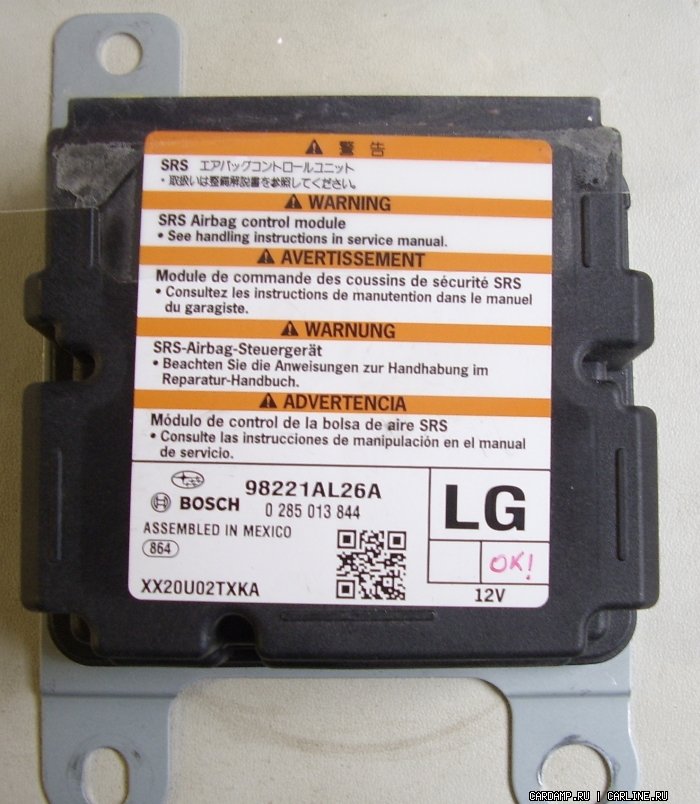 警告
SRS エアバッグコントロールユニット
・取扱いは整備解説書を参照してください。
WARNING
SRS Airbag control module
• See handling instructions in service manual.
AVERTISSEMENT
Module de commande des coussins de sécurité SRS
• Consultez les instructions de manutention dans le manuel
du garagiste.
WARNUNG
SRS-Airbag-Steuergerät
• Beachten Sie die Anweisungen zur Handhabung im
Reparatur-Handbuch.
ADVERTENCIA
Módulo de control de la bolsa de aire SRS
• Consulte las instrucciones de manipulación en el manual
de servicio.
98221AL26A
BOSCH 0 285 013 844
ASSEMBLED IN MEXICO
864
XX20U02TXKA
LG
OK!
12V
CARDAMP.RU | CARLINE.RU